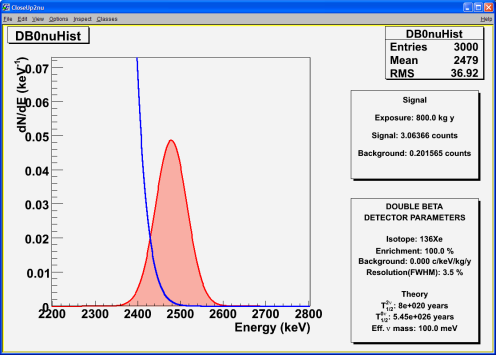 CloseUp2nu
File Edit View Options Inspect Classes Help
DB0nuHist
DB0nuHist
Entries 3000
Mean 2479
RMS 36.92
dN/dE (keV⁻¹)
0.07
0.06
0.05
0.04
0.03
0.02
0.01
0
2200 2300 2400 2500 2600 2700 2800
Energy (keV)
Signal
Exposure: 800.0 kg y
Signal: 3.06366 counts
Background: 0.201565 counts
DOUBLE BETA
DETECTOR PARAMETERS
Isotope: 136Xe
Enrichment: 100.0 %
Background: 0.000 c/keV/kg/y
Resolution(FWHM): 3.5 %
Theory
T2ν1/2: 8e+020 years
T0ν1/2: 5.45e+026 years
Eff. ν mass: 100.0 meV